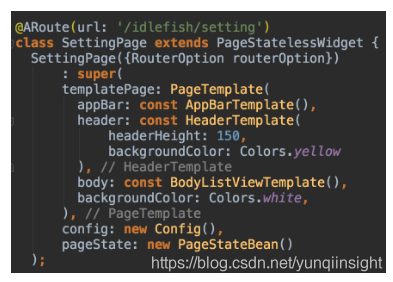 @ARoute(url: '/idlefish/setting')
class SettingPage extends PageStatelessWidget {
  SettingPage({RouterOption routerOption})
      : super(
      templatePage: PageTemplate(
        appBar: const AppBarTemplate(),
        header: const HeaderTemplate(
            headerHeight: 150,
            backgroundColor: Colors.yellow
        ), // HeaderTemplate
        body: const BodyListViewTemplate(),
        backgroundColor: Colors.white,
      ), // PageTemplate
      config: new Config(),
      pageState: new PageStateBean()
  );
https://blog.csdn.net/yunqiinsight